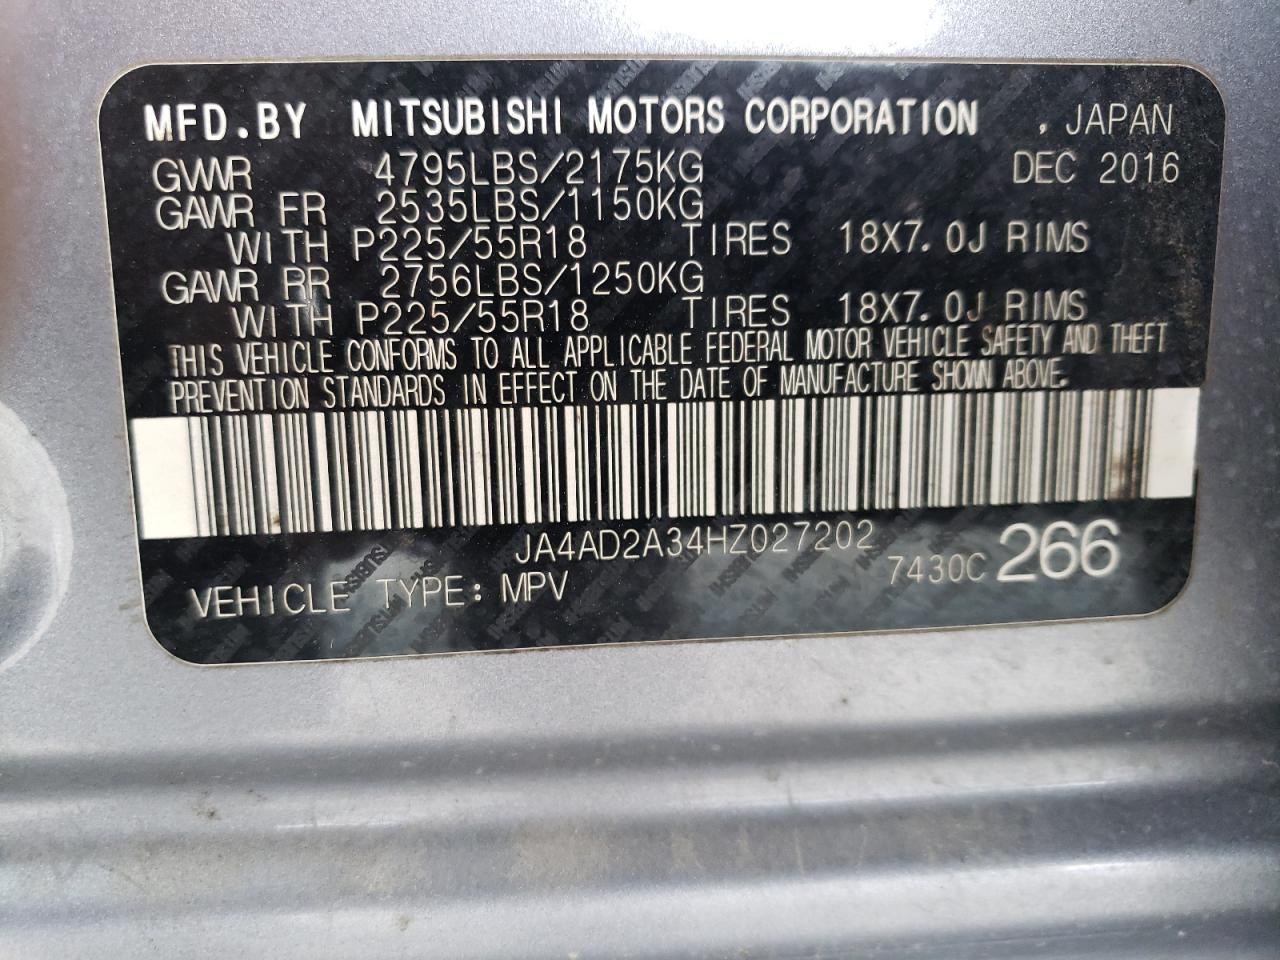 MFD.BY MITSUBISHI MOTORS CORPORATION , JAPAN
GVWR 4795LBS/2175KG DEC 2016
GAWR FR 2535LBS/1150KG
WITH P225/55R18 TIRES 18X7.0J RIMS
GAWR RR 2756LBS/1250KG
WITH P225/55R18 TIRES 18X7.0J RIMS
THIS VEHICLE CONFORMS TO ALL APPLICABLE FEDERAL MOTOR VEHICLE SAFETY AND THEFT
PREVENTION STANDARDS IN EFFECT ON THE DATE OF MANUFACTURE SHOWN ABOVE.
JA4AD2A34HZ027202
7430C 266
VEHICLE TYPE: MPV